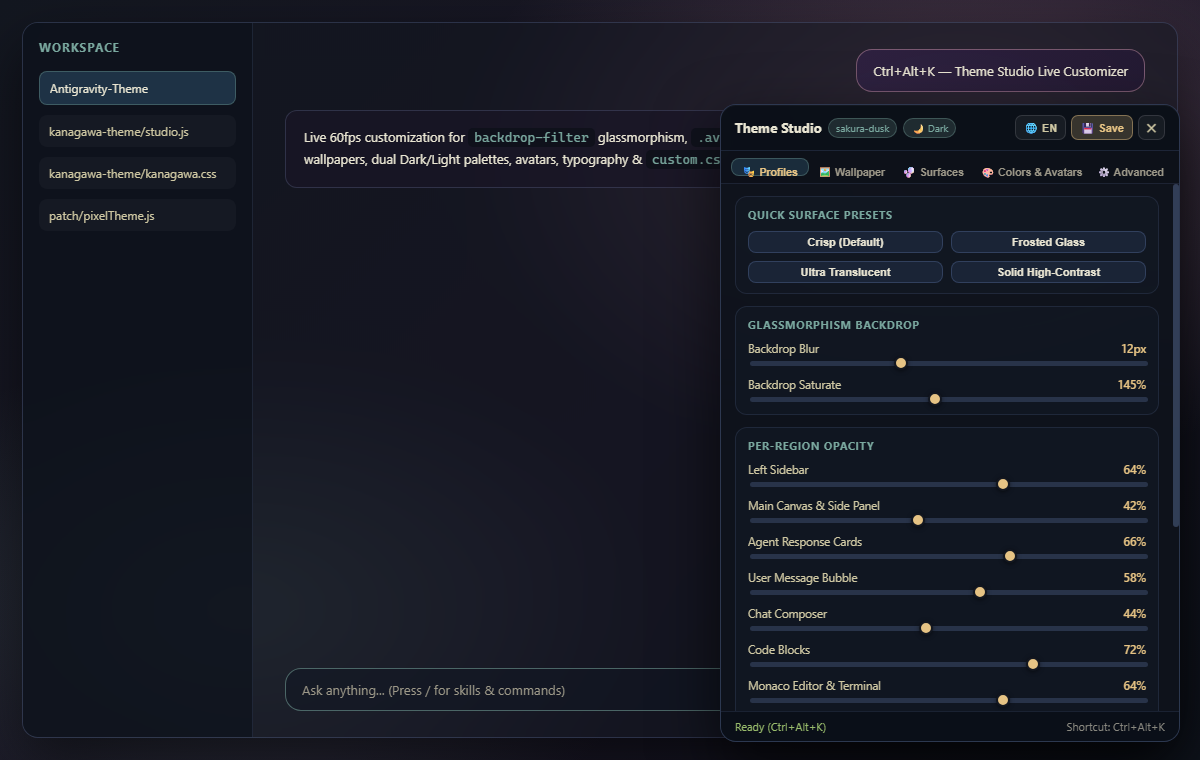 WORKSPACE
Antigravity-Theme
kanagawa-theme/studio.js
kanagawa-theme/kanagawa.css
patch/pixelTheme.js
Ctrl+Alt+K — Theme Studio Live Customizer
Live 60fps customization for backdrop-filter glassmorphism, .av
wallpapers, dual Dark/Light palettes, avatars, typography & custom.cs
Ask anything... (Press / for skills & commands)
Theme Studio sakura-dusk 🌙 Dark 🌐 EN 💾 Save ✕
🎭 Profiles 🖼️ Wallpaper 🫧 Surfaces 🎨 Colors & Avatars ⚙️ Advanced
QUICK SURFACE PRESETS
Crisp (Default) Frosted Glass
Ultra Translucent Solid High-Contrast
GLASSMORPHISM BACKDROP
Backdrop Blur 12px
Backdrop Saturate 145%
PER-REGION OPACITY
Left Sidebar 64%
Main Canvas & Side Panel 42%
Agent Response Cards 66%
User Message Bubble 58%
Chat Composer 44%
Code Blocks 72%
Monaco Editor & Terminal 64%
Ready (Ctrl+Alt+K) Shortcut: Ctrl+Alt+K